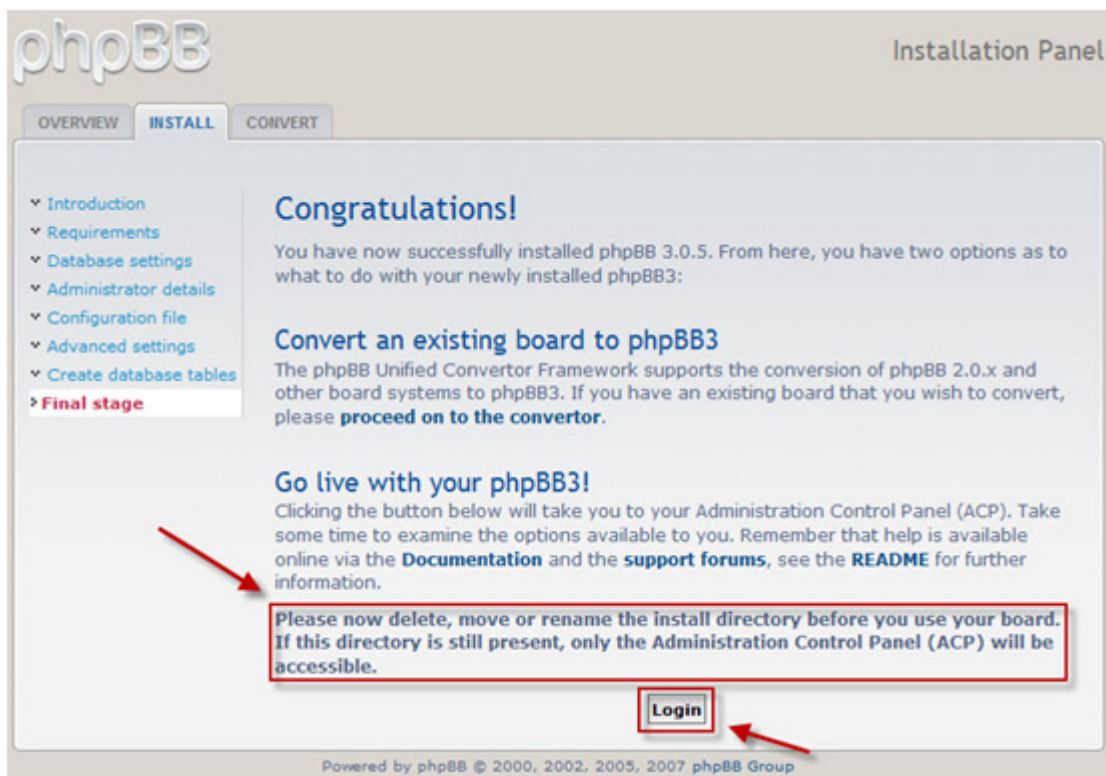 phpBB
Installation Panel
OVERVIEW INSTALL CONVERT
Introduction
Requirements
Database settings
Administrator details
Configuration file
Advanced settings
Create database tables
Final stage
Congratulations!
You have now successfully installed phpBB 3.0.5. From here, you have two options as to
what to do with your newly installed phpBB3:
Convert an existing board to phpBB3
The phpBB Unified Convertor Framework supports the conversion of phpBB 2.0.x and
other board systems to phpBB3. If you have an existing board that you wish to convert,
please proceed on to the convertor.
Go live with your phpBB3!
Clicking the button below will take you to your Administration Control Panel (ACP). Take
some time to examine the options available to you. Remember that help is available
online via the Documentation and the support forums, see the README for further
information.
Please now delete, move or rename the install directory before you use your board.
If this directory is still present, only the Administration Control Panel (ACP) will be
accessible.
Login
Powered by phpBB © 2000, 2002, 2005, 2007 phpBB Group